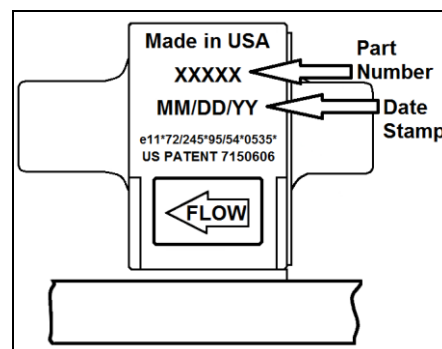 Made in USA
XXXXX
Part
Number
MM/DD/YY
Date
Stamp
e11*72/245*95/54*0535*
US PATENT 7150606
FLOW